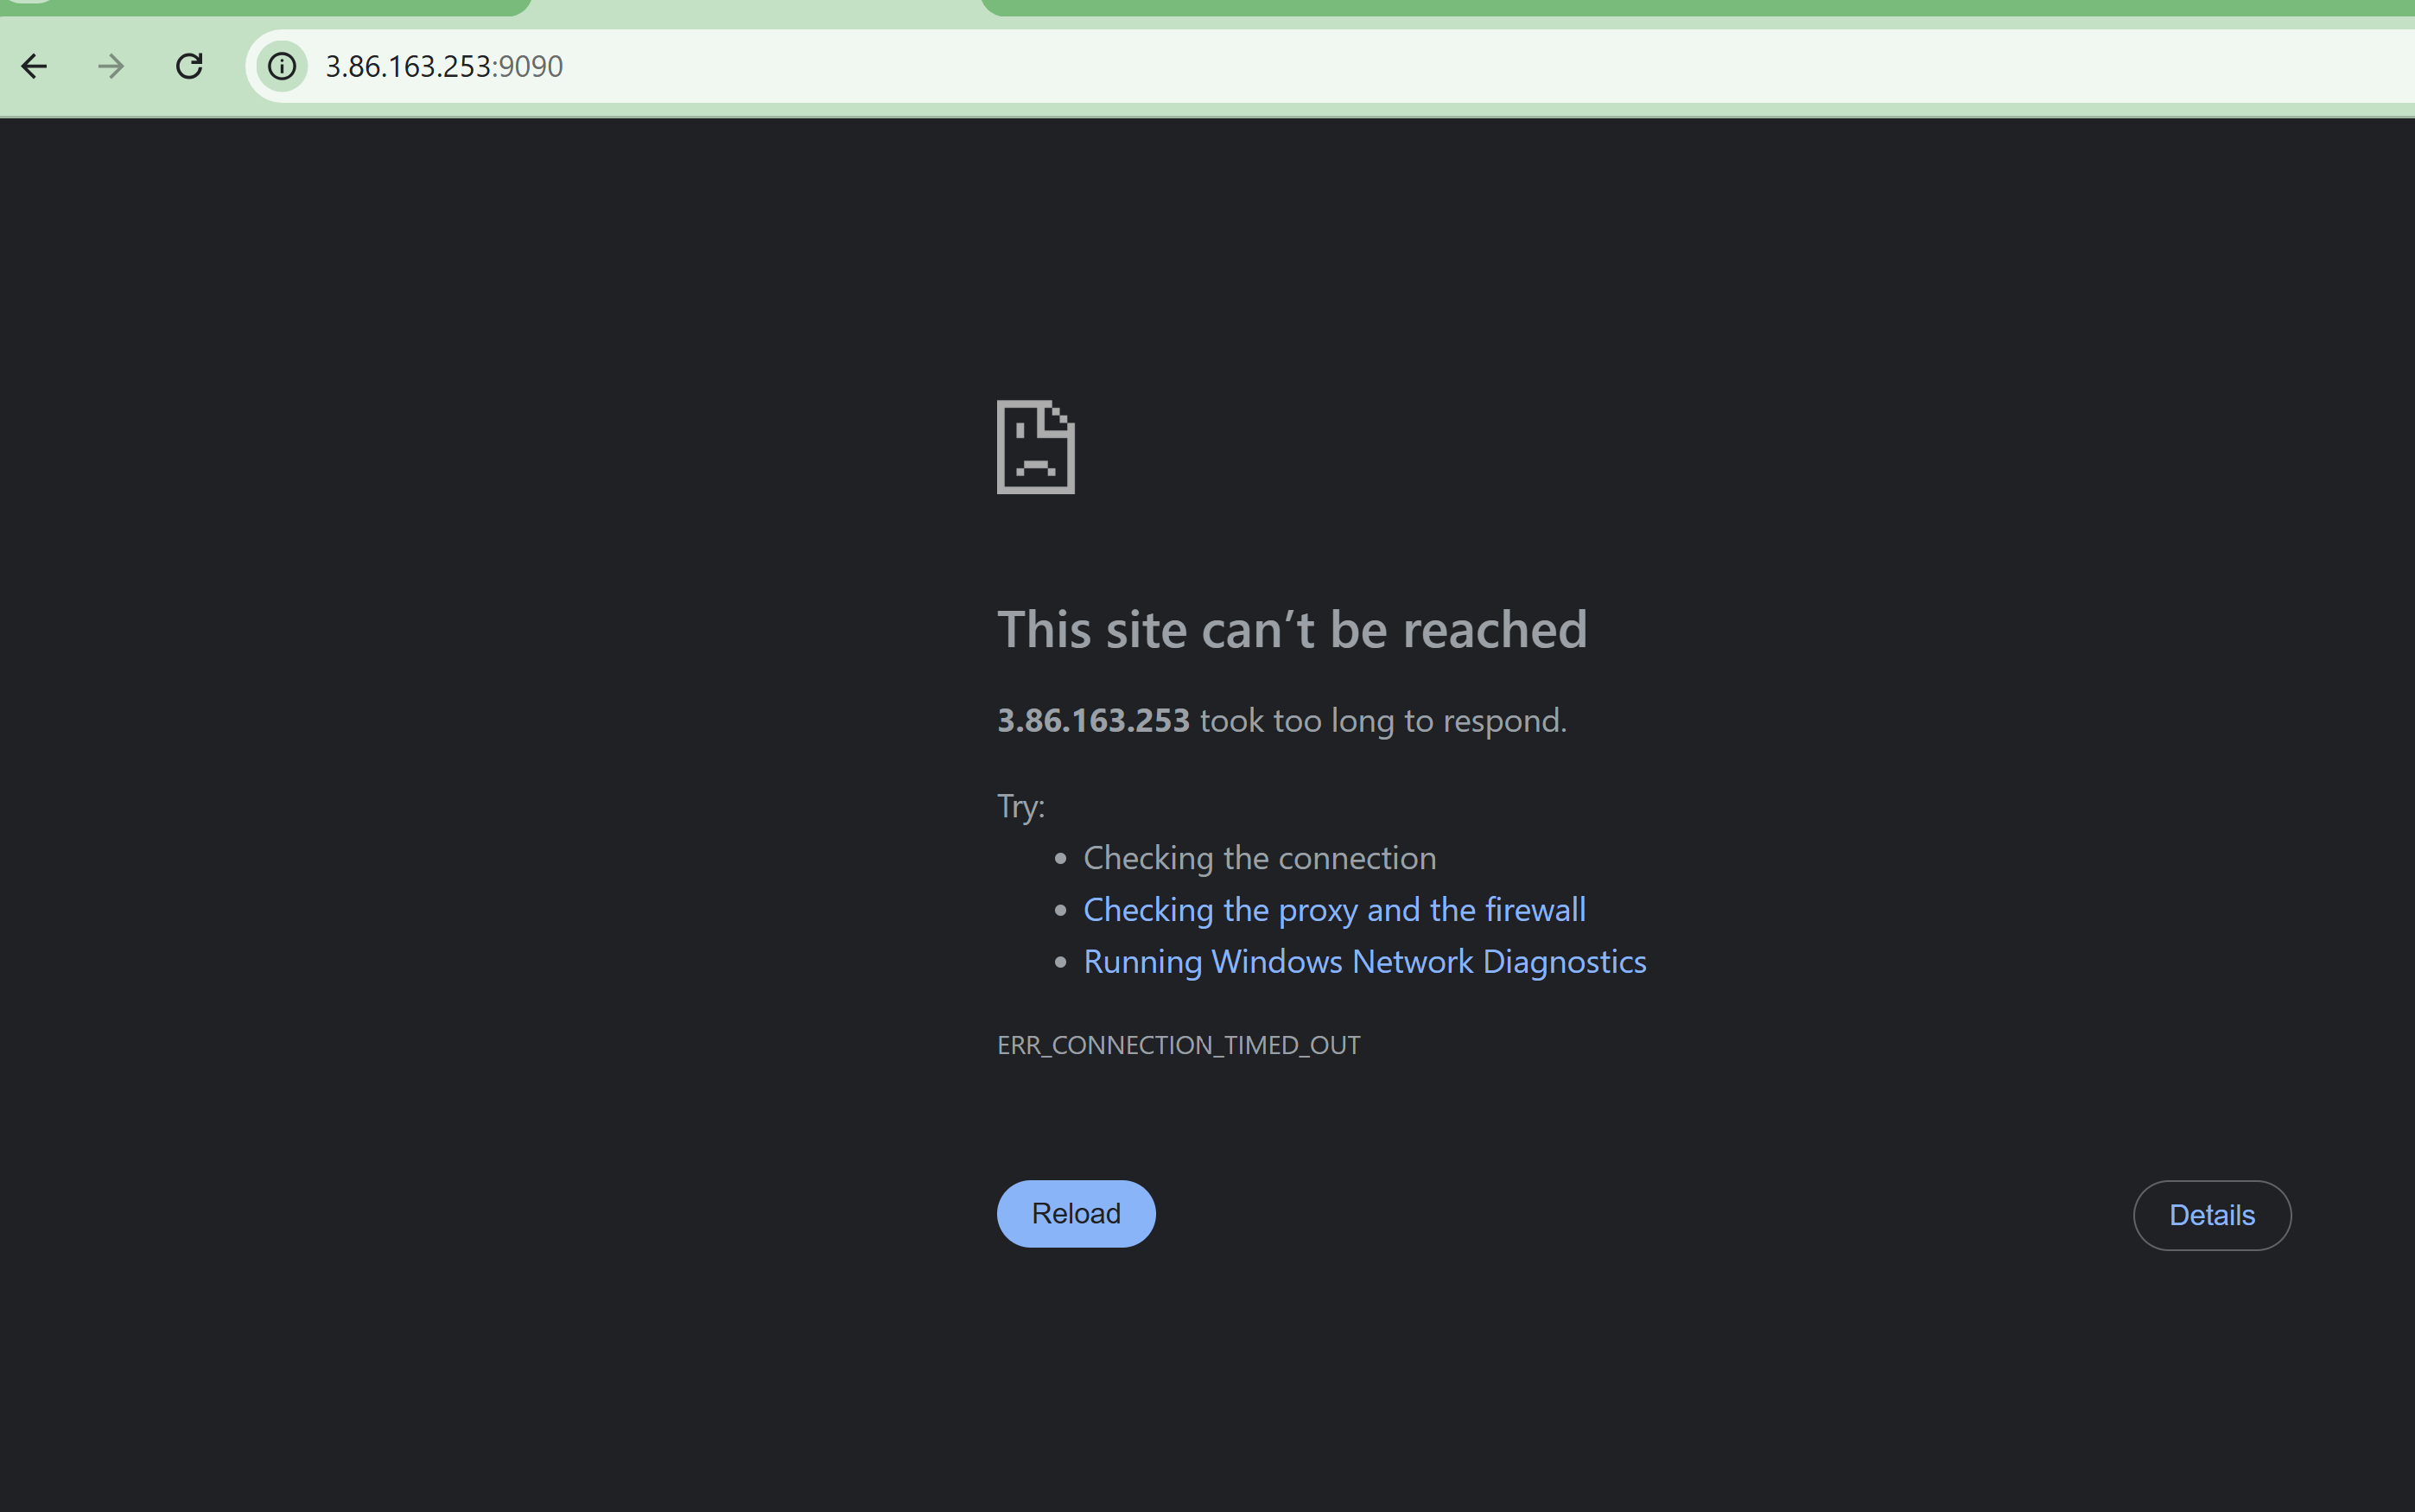 3.86.163.253:9090
This site can’t be reached
3.86.163.253 took too long to respond.
Try:
Checking the connection
Checking the proxy and the firewall
Running Windows Network Diagnostics
ERR_CONNECTION_TIMED_OUT
Reload
Details